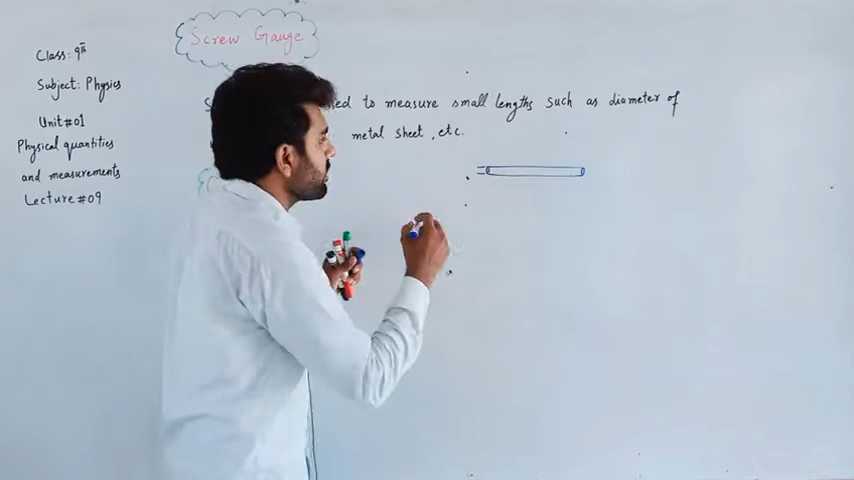 Screw Gauge
Class: 9th
Subject: Physics
Unit #01
Physical quantities
and measurements
Lecture #09
to measure small lengths such as diameter of
metal sheet, etc.